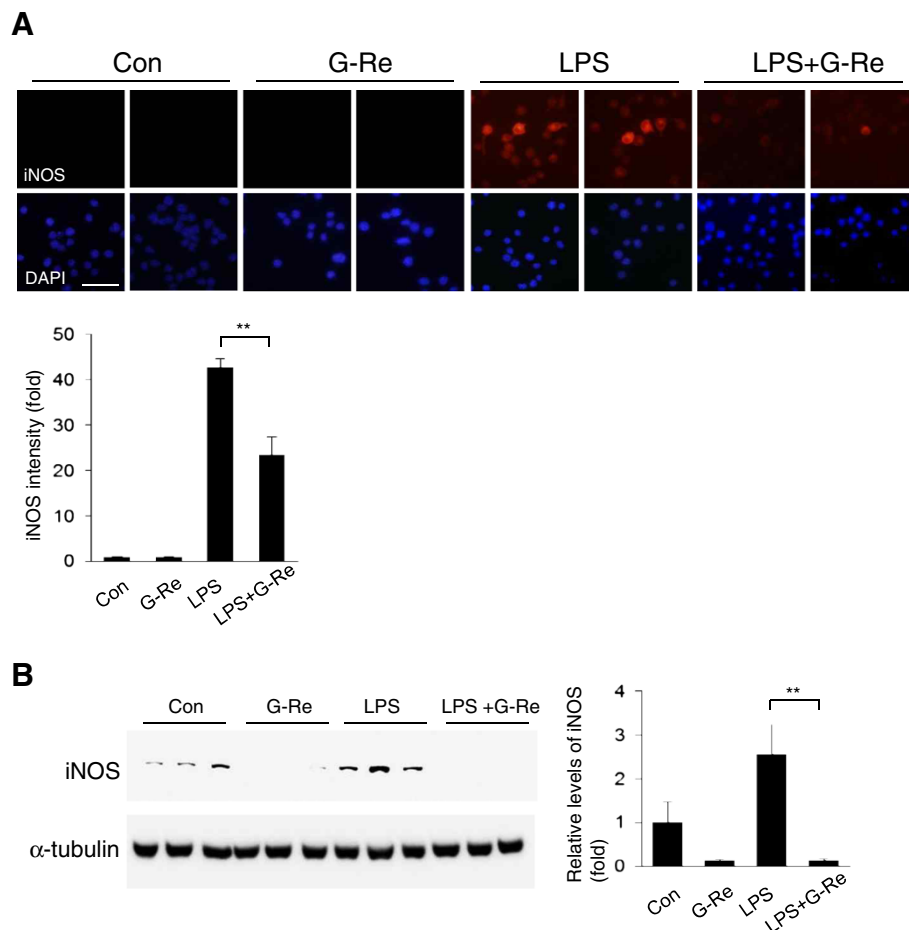 A
Con G-Re LPS LPS+G-Re
iNOS
DAPI
**
50
40
30
20
10
0
iNOS intensity (fold)
Con G-Re LPS LPS+G-Re
B
Con G-Re LPS LPS +G-Re
iNOS
α-tubulin
**
4
3
2
1
0
Relative levels of iNOS
(fold)
Con G-Re LPS LPS+G-Re